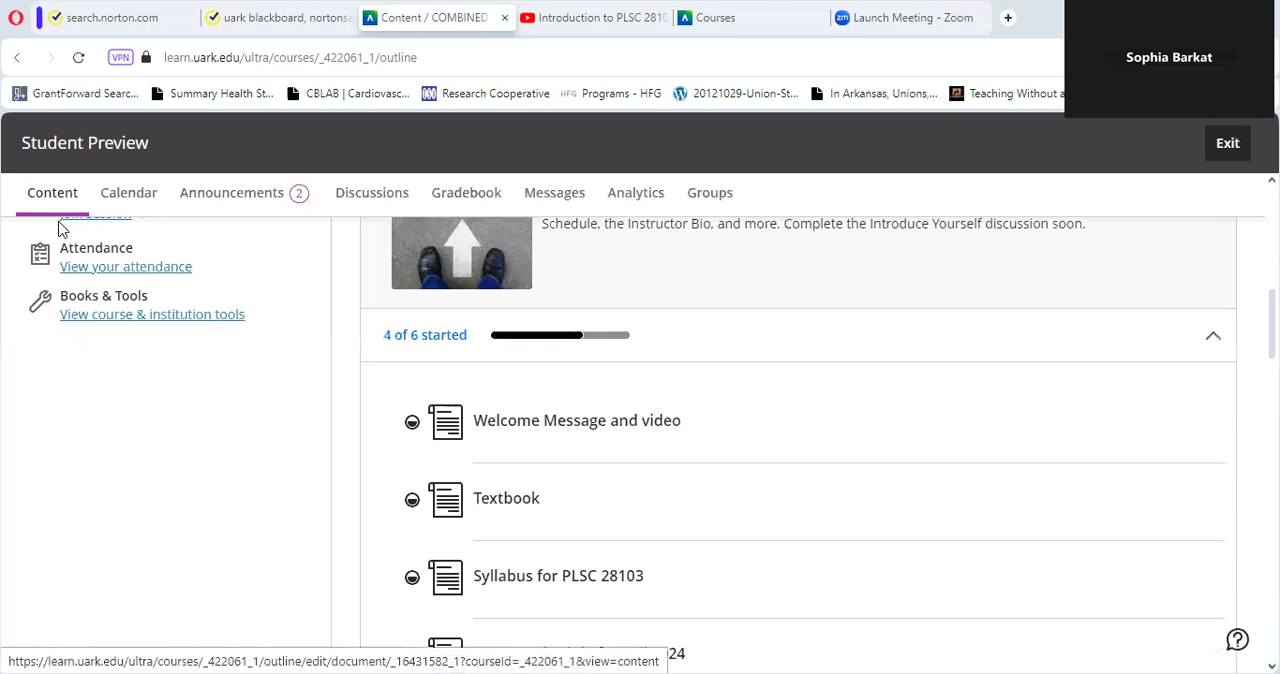 search.norton.com
uark blackboard, nortons
Content / COMBINED
Introduction to PLSC 2810
Courses
Launch Meeting - Zoom
VPN
learn.uark.edu/ultra/courses/_422061_1/outline
Sophia Barkat
GrantForward Searc...
Summary Health St...
CBLAB | Cardiovasc...
Research Cooperative
HFG Programs - HFG
20121029-Union-St...
In Arkansas, Unions,...
Teaching Without a
Student Preview
Exit
Content
Calendar
Announcements 2
Discussions
Gradebook
Messages
Analytics
Groups
Attendance
View your attendance
Books & Tools
View course & institution tools
Schedule, the Instructor Bio, and more. Complete the Introduce Yourself discussion soon.
4 of 6 started
Welcome Message and video
Textbook
Syllabus for PLSC 28103
24
https://learn.uark.edu/ultra/courses/_422061_1/outline/edit/document/_16431582_1?courseId=_422061_1&view=content